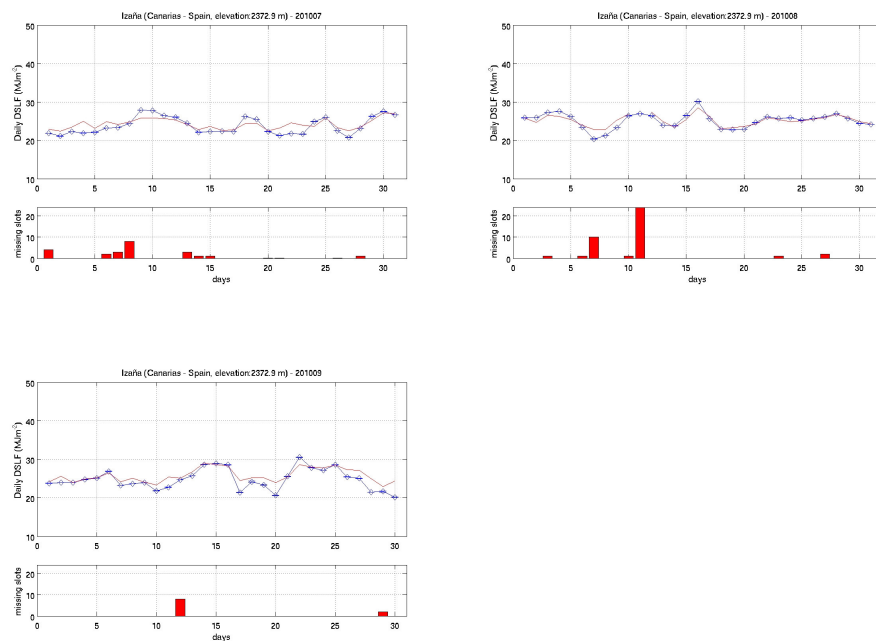 Izaña (Canarias - Spain, elevation:2372.9 m) - 201007
50
40
30
20
10
Daily DSLF (MJm⁻²)
0 5 10 15 20 25 30
20
10
0
missing slots
0 5 10 15 20 25 30
days
Izaña (Canarias - Spain, elevation:2372.9 m) - 201008
50
40
30
20
10
Daily DSLF (MJm⁻²)
0 5 10 15 20 25 30
20
10
0
missing slots
0 5 10 15 20 25 30
days
Izaña (Canarias - Spain, elevation:2372.9 m) - 201009
50
40
30
20
10
Daily DSLF (MJm⁻²)
0 5 10 15 20 25 30
20
10
0
missing slots
0 5 10 15 20 25 30
days